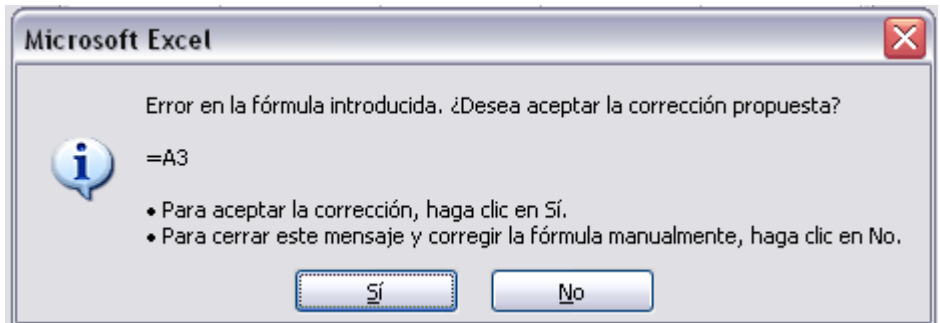 Microsoft Excel
Error en la fórmula introducida. ¿Desea aceptar la corrección propuesta?
=A3
• Para aceptar la corrección, haga clic en Sí.
• Para cerrar este mensaje y corregir la fórmula manualmente, haga clic en No.
Sí
No